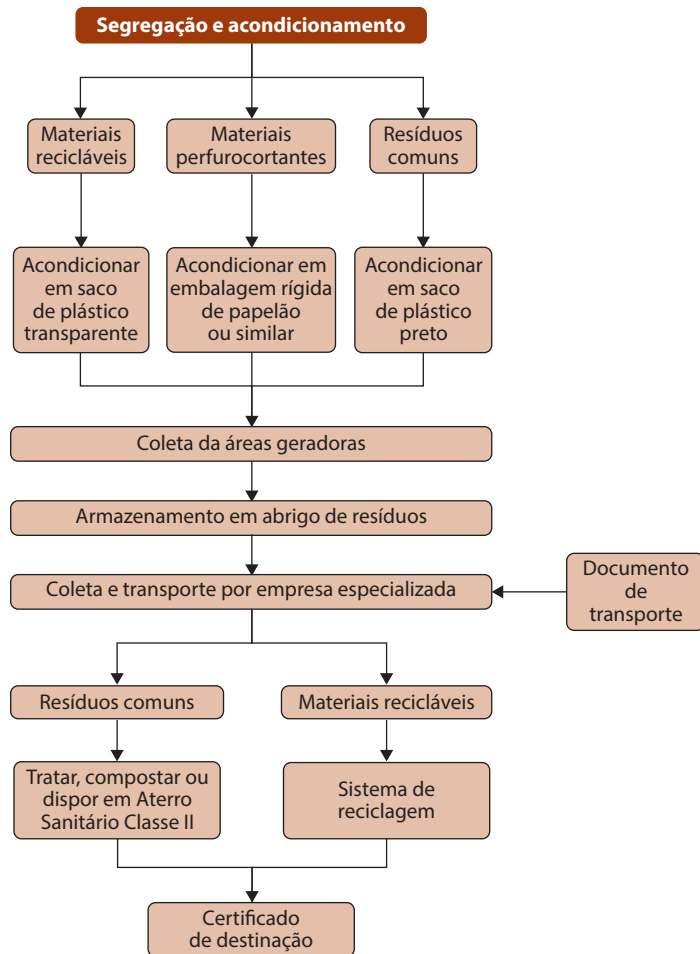 Segregação e acondicionamento
Materiais
recicláveis
Materiais
perfurocortantes
Resíduos
comuns
Acondicionar
em saco
de plástico
transparente
Acondicionar em
embalagem rígida
de papelão
ou similar
Acondicionar
em saco
de plástico
preto
Coleta da áreas geradoras
Armazenamento em abrigo de resíduos
Coleta e transporte por empresa especializada
Documento
de
transporte
Resíduos comuns
Materiais recicláveis
Tratar, compostar ou
dispor em Aterro
Sanitário Classe II
Sistema de
reciclagem
Certificado
de destinação